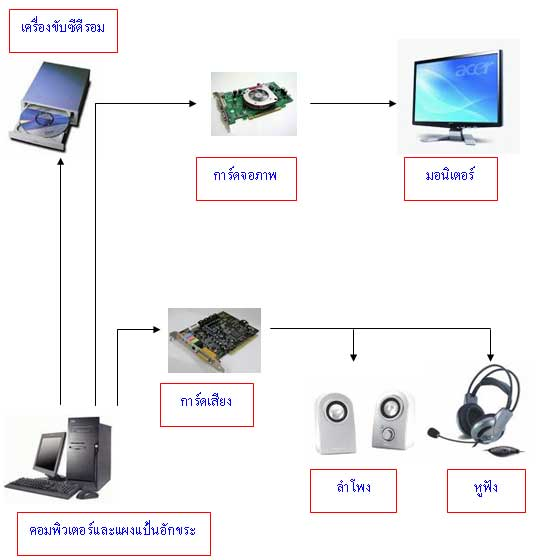 เครื่องขับซีดีรอม
acer
การ์ดจอภาพ
มอนิเตอร์
การ์ดเสียง
ลำโพง
หูฟัง
คอมพิวเตอร์และแผงแป้นอักขระ